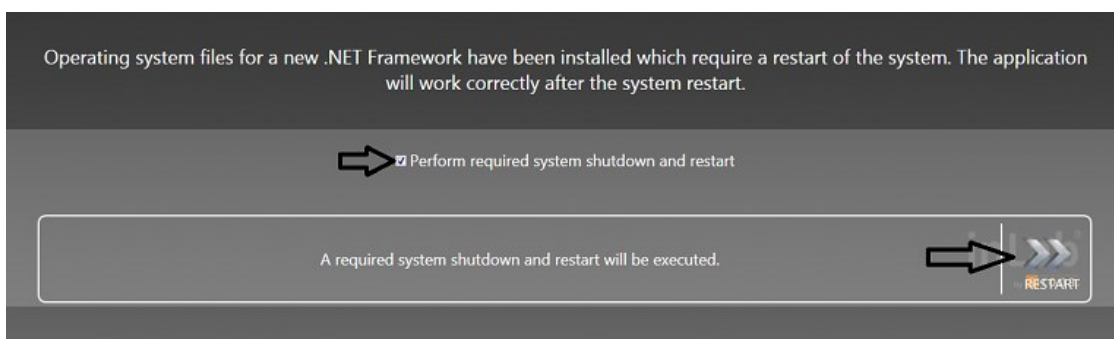 Operating system files for a new .NET Framework have been installed which require a restart of the system. The application
will work correctly after the system restart.
Perform required system shutdown and restart
A required system shutdown and restart will be executed.
RESTART